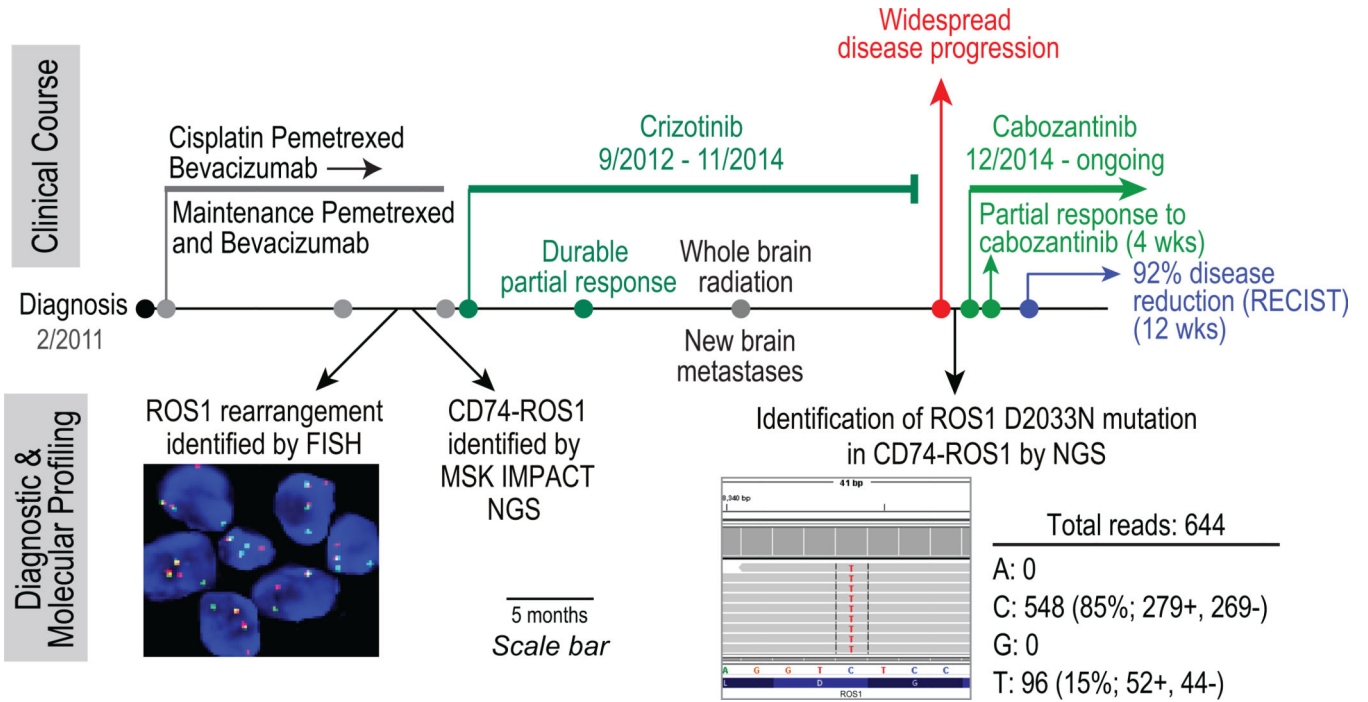 Clinical Course
Widespread
disease progression
Cisplatin Pemetrexed
Bevacizumab
Maintenance Pemetrexed
and Bevacizumab
Crizotinib
9/2012 - 11/2014
Cabozantinib
12/2014 - ongoing
Durable
partial response
Whole brain
radiation
New brain
metastases
Partial response to
cabozantinib (4 wks)
92% disease
reduction (RECIST)
(12 wks)
Diagnosis
2/2011
Diagnostic &
Molecular Profiling
ROS1 rearrangement
identified by FISH
CD74-ROS1
identified by
MSK IMPACT
NGS
5 months
Scale bar
Identification of ROS1 D2033N mutation
in CD74-ROS1 by NGS
41 bp
8,340 bp
T
T
T
T
T
T
T
T
T
A G G T C T C C
L D G
ROS1
Total reads: 644
A: 0
C: 548 (85%; 279+, 269-)
G: 0
T: 96 (15%; 52+, 44-)